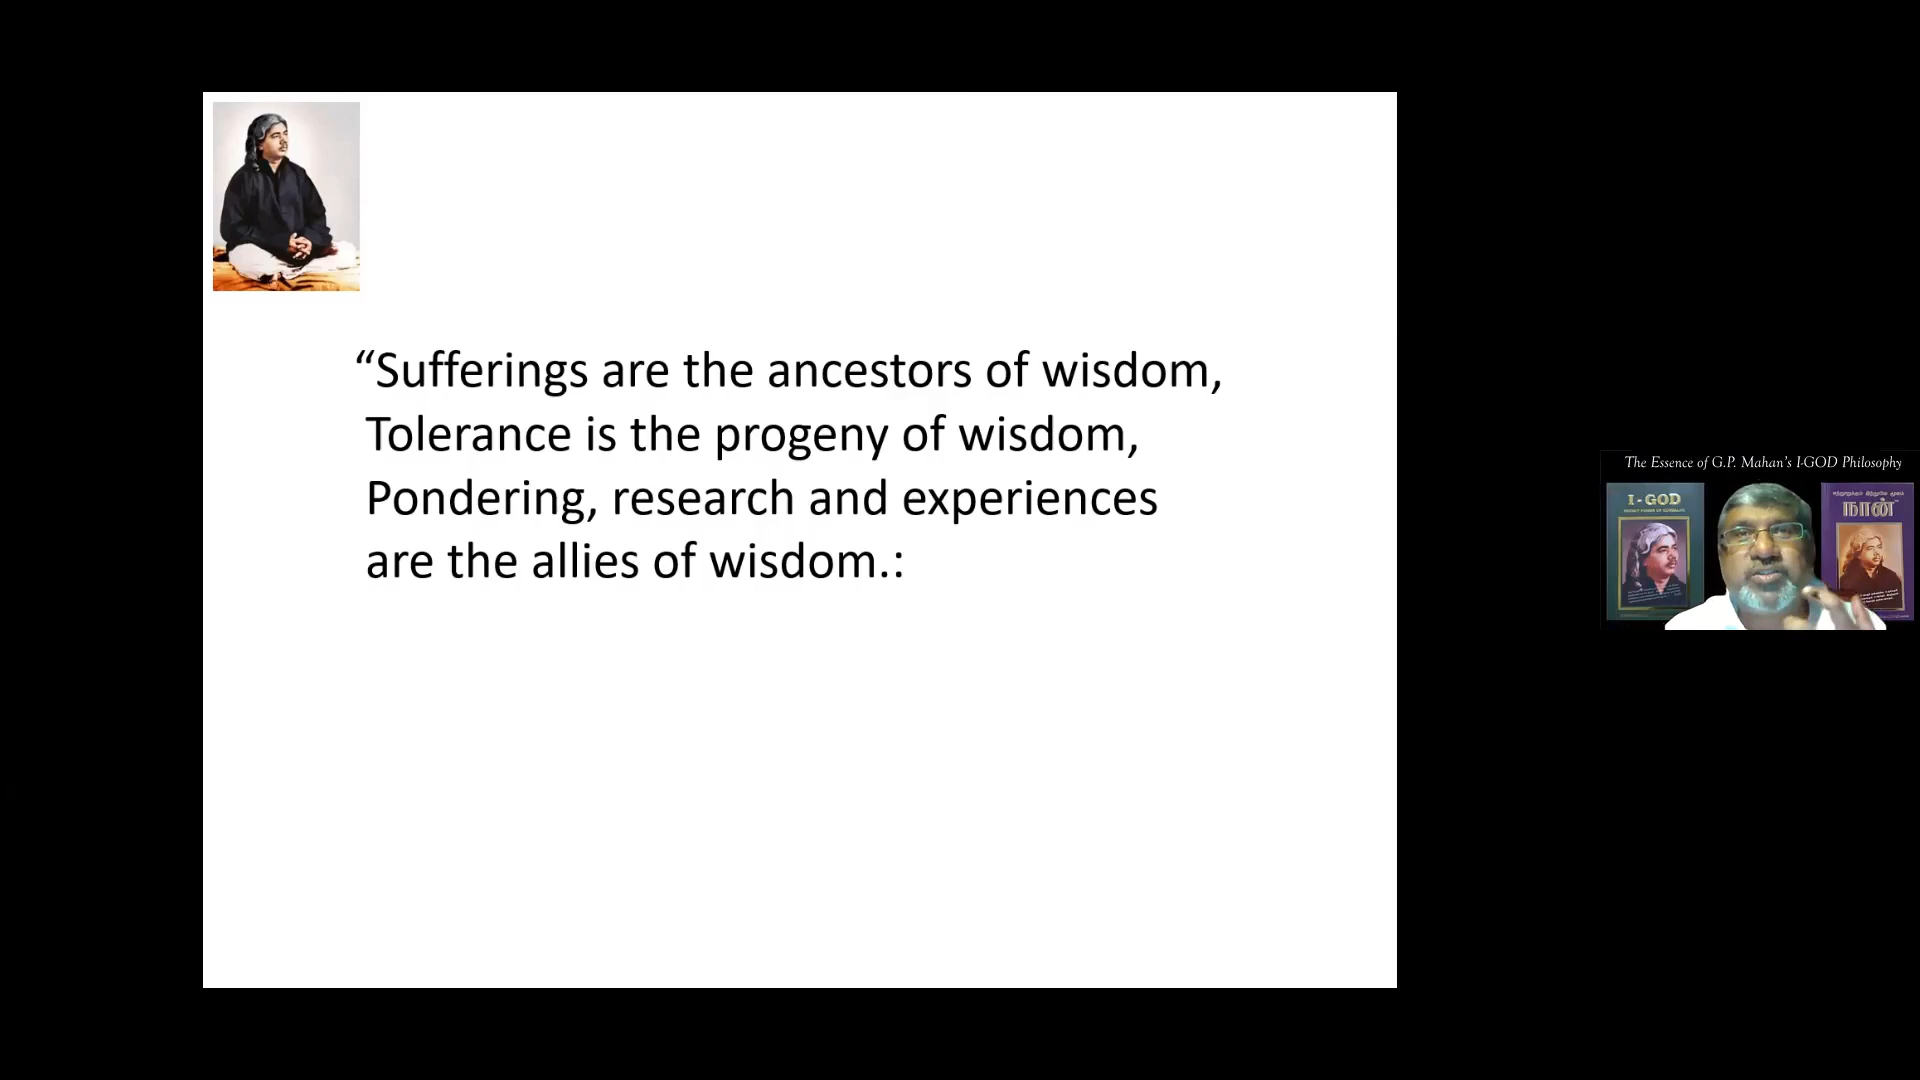 “Sufferings are the ancestors of wisdom,
Tolerance is the progeny of wisdom,
Pondering, research and experiences
are the allies of wisdom.:
The Essence of G.P. Mahan’s I-GOD Philosophy
I-GOD
நான்